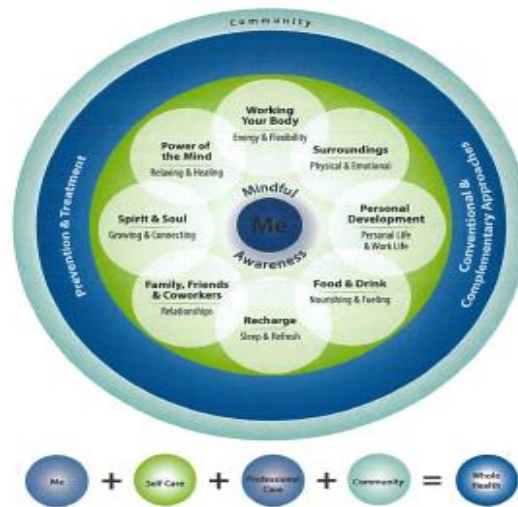 Community
Working
Your Body
Energy & Flexibility
Surroundings
Physical & Emotional
Personal
Development
Personal Life
& Work Life
Food & Drink
Nourishing & Fueling
Recharge
Sleep & Refresh
Family, Friends
& Coworkers
Relationships
Spirit & Soul
Growing & Connecting
Power of
the Mind
Relaxing & Healing
Mindful
Me
Awareness
Prevention & Treatment
Conventional &
Complementary Approaches
Me + Self-Care + Professional Care + Community = Whole Health